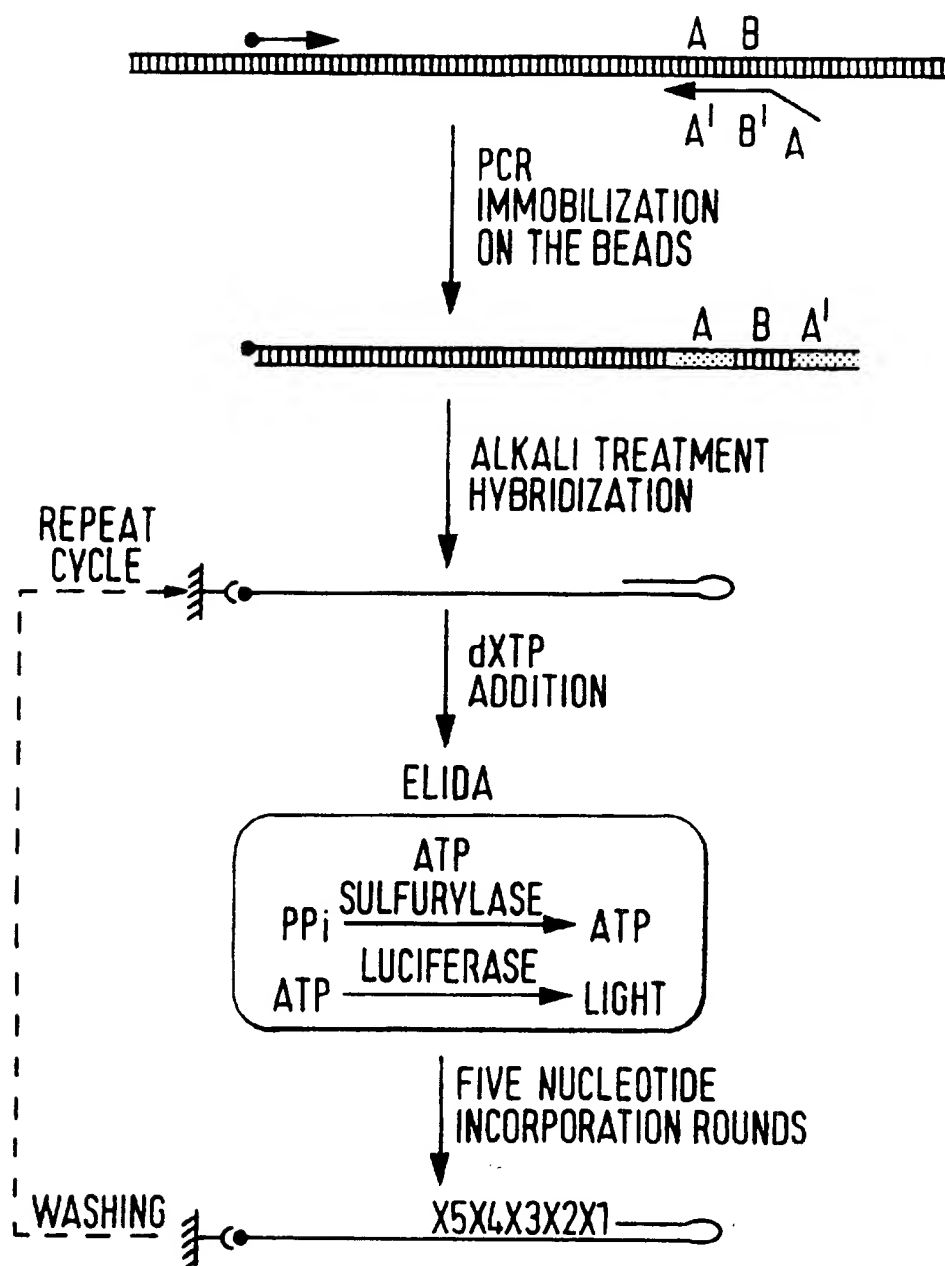 A B
A' B' A
PCR
IMMOBILIZATION
ON THE BEADS
A B A'
ALKALI TREATMENT
HYBRIDIZATION
REPEAT
CYCLE
dXTP
ADDITION
ELIDA
ATP
SULFURYLASE
PPi ATP
LUCIFERASE
ATP LIGHT
FIVE NUCLEOTIDE
INCORPORATION ROUNDS
WASHING
X5X4X3X2X1